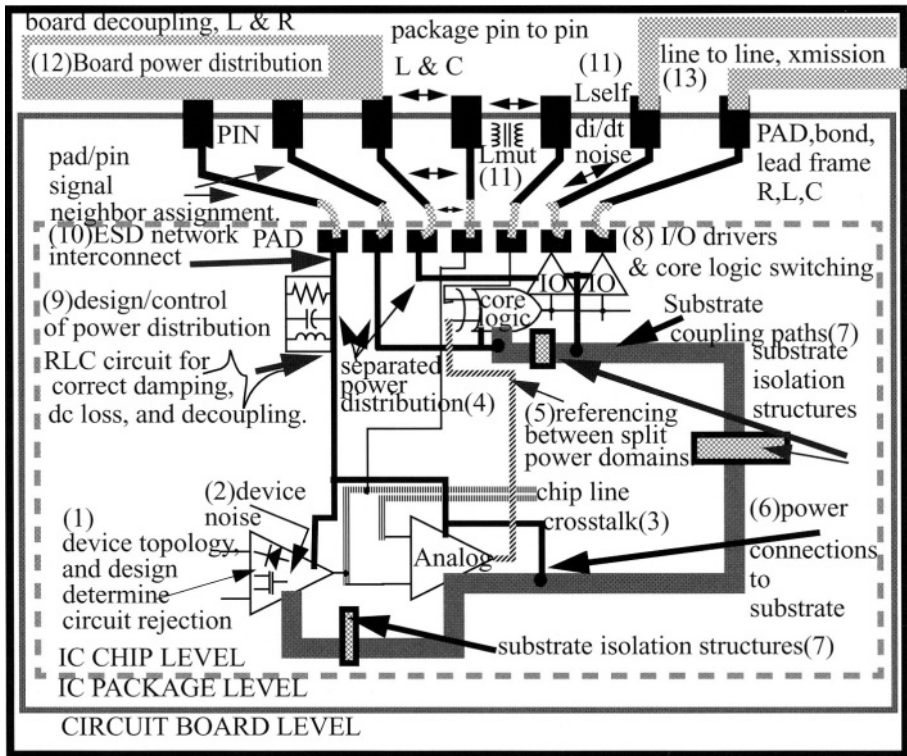 board decoupling, L & R
(12)Board power distribution
package pin to pin
L & C
(11)
Lself
line to line, xmission
(13)
PIN
Lmut
(11)
di/dt
noise
PAD,bond,
lead frame
R,L,C
pad/pin
signal
neighbor assignment.
(10)ESD network
interconnect
PAD
(8) I/O drivers
& core logic switching
IO
IO
core
logic
(9)design/control
of power distribution
RLC circuit for
correct damping,
dc loss, and decoupling.
separated
power
distribution(4)
Substrate
coupling paths(7)
substrate
isolation
structures
(5)referencing
between split
power domains
(2)device
noise
chip line
crosstalk(3)
(1)
device topology,
and design
determine
circuit rejection
Analog
(6)power
connections
to
substrate
substrate isolation structures(7)
IC CHIP LEVEL
IC PACKAGE LEVEL
CIRCUIT BOARD LEVEL